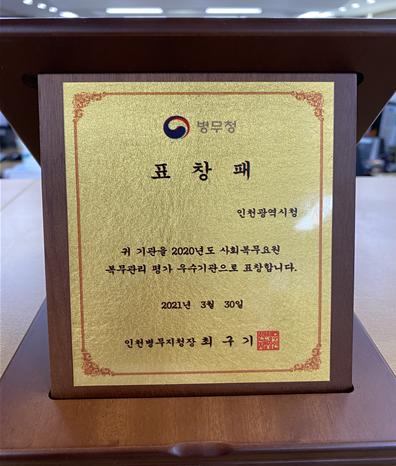 병무청
표 창 패
인천광역시청
귀 기관을 2020년도 사회복무요원
복무관리 평가 우수기관으로 표창합니다.
2021년 3월 30일
인천병무지청장 최 구 기